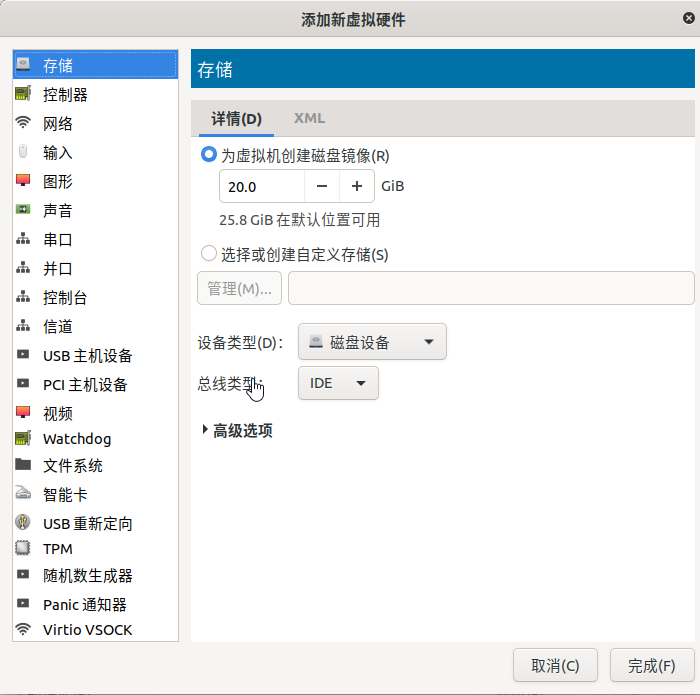 添加新虚拟硬件
存储
控制器
网络
输入
图形
声音
串口
并口
控制台
信道
USB 主机设备
PCI 主机设备
视频
Watchdog
文件系统
智能卡
USB 重新定向
TPM
随机数生成器
Panic 通知器
Virtio VSOCK
存储
详情(D) XML
为虚拟机创建磁盘镜像(R)
20.0 − + GiB
25.8 GiB 在默认位置可用
选择或创建自定义存储(S)
管理(M)...
设备类型(D): 磁盘设备
总线类型: IDE
高级选项
取消(C) 完成(F)